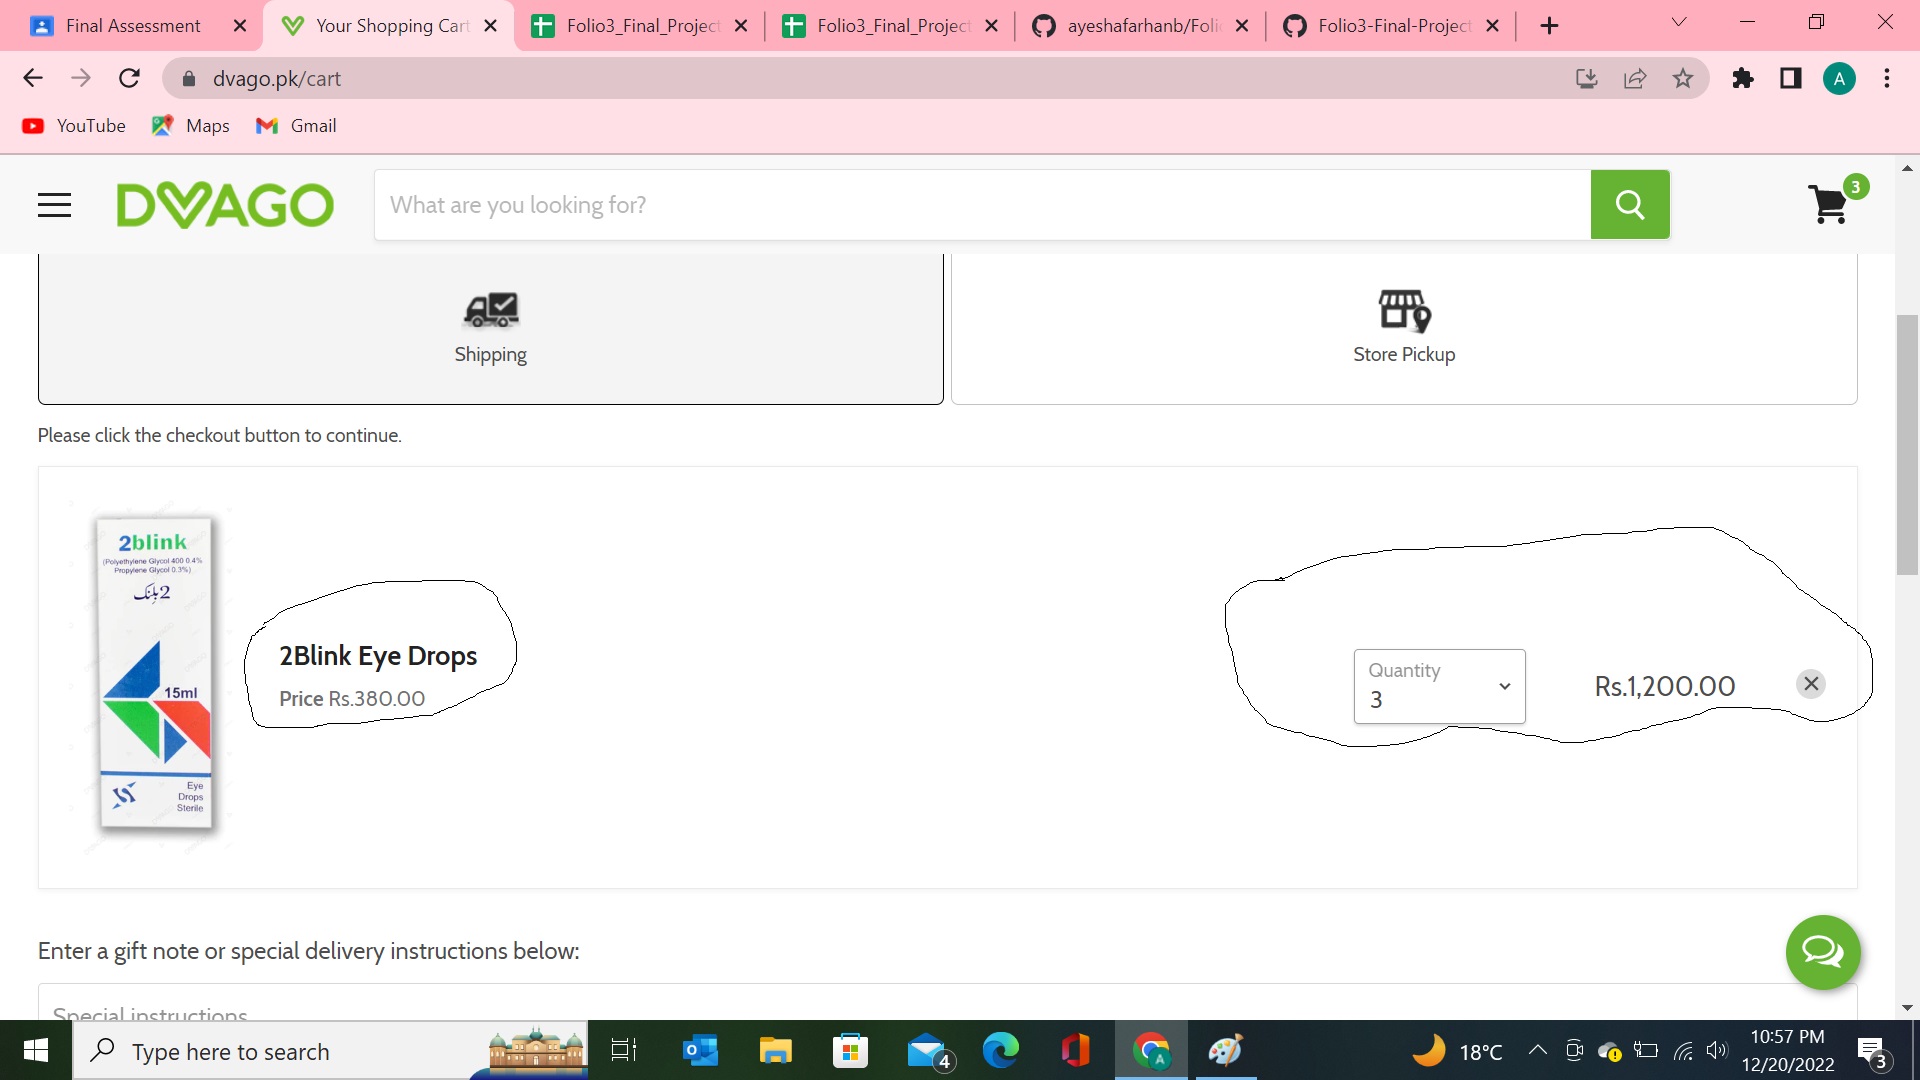 Final Assessment
Your Shopping Cart
Folio3_Final_Project
Folio3_Final_Project
ayeshafarhanb/Folio
Folio3-Final-Project
dvago.pk/cart
A
YouTube
Maps
Gmail
DVAGO
What are you looking for?
3
Shipping
Store Pickup
Please click the checkout button to continue.
2blink
(Polyethylene Glycol 400 0.4%
Propylene Glycol 0.3%)
2 بلنک
15ml
Eye
Drops
Sterile
2Blink Eye Drops
Price Rs.380.00
Quantity
3
Rs.1,200.00
Enter a gift note or special delivery instructions below:
Special instructions
Type here to search
4
A
18°C
10:57 PM
12/20/2022
3